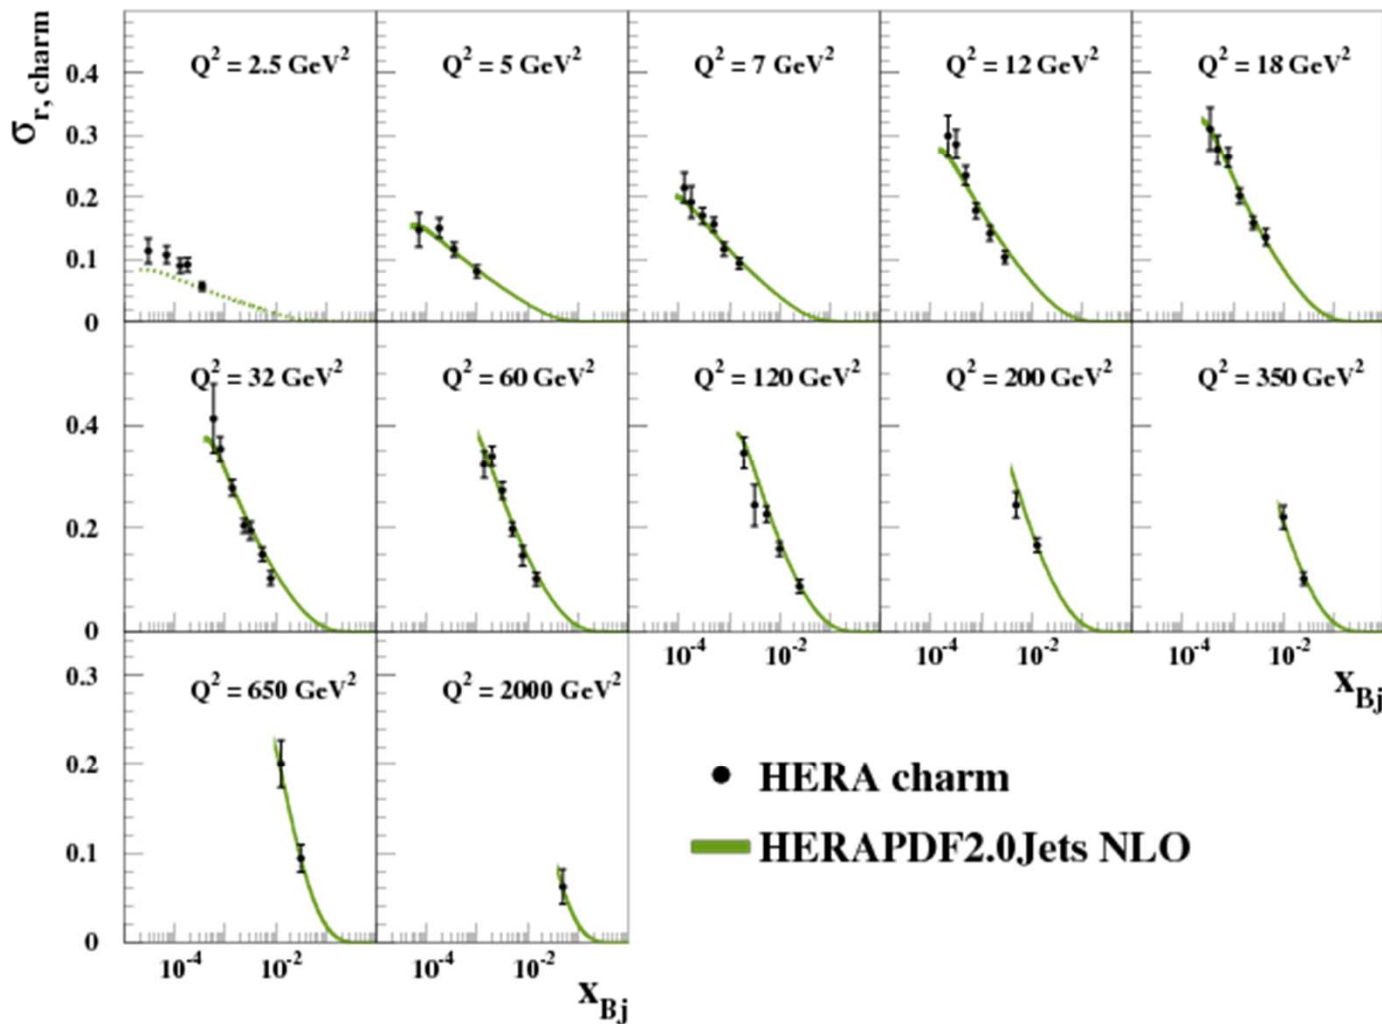 σr, charm
Q² = 2.5 GeV²
Q² = 5 GeV²
Q² = 7 GeV²
Q² = 12 GeV²
Q² = 18 GeV²
0.4
0.3
0.2
0.1
0
Q² = 32 GeV²
Q² = 60 GeV²
Q² = 120 GeV²
Q² = 200 GeV²
Q² = 350 GeV²
0.4
0.2
0
10⁻⁴ 10⁻²
10⁻⁴ 10⁻²
10⁻⁴ 10⁻²
xBj
Q² = 650 GeV²
Q² = 2000 GeV²
0.3
0.2
0.1
0
10⁻⁴ 10⁻²
10⁻⁴ 10⁻²
xBj
HERA charm
HERAPDF2.0Jets NLO